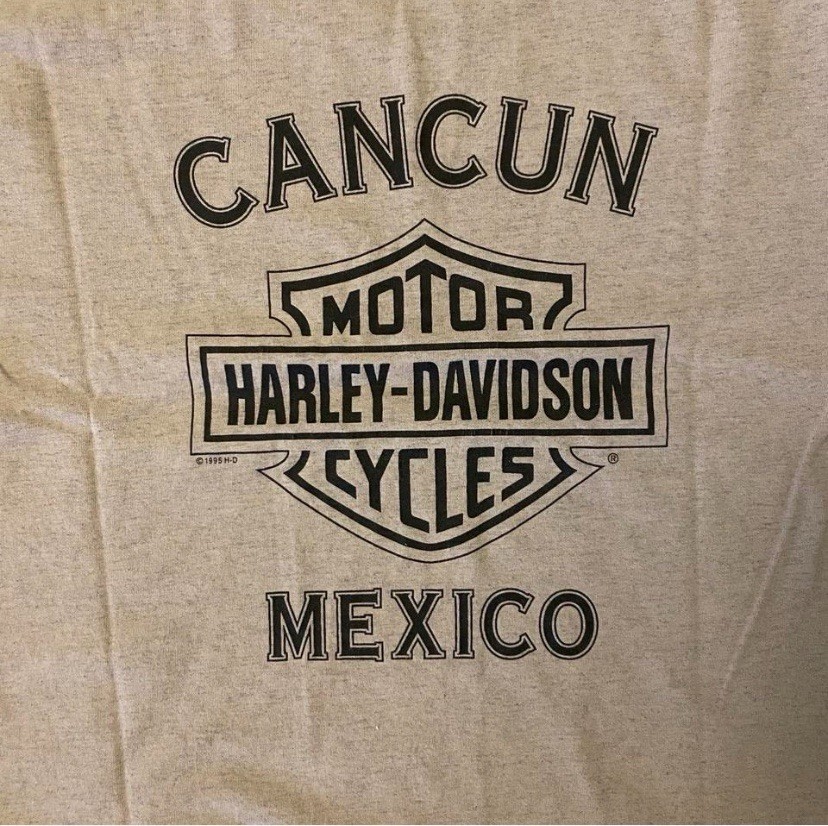 CANCUN
MOTOR
HARLEY-DAVIDSON
©1995 H-D
®
CYCLES
MEXICO